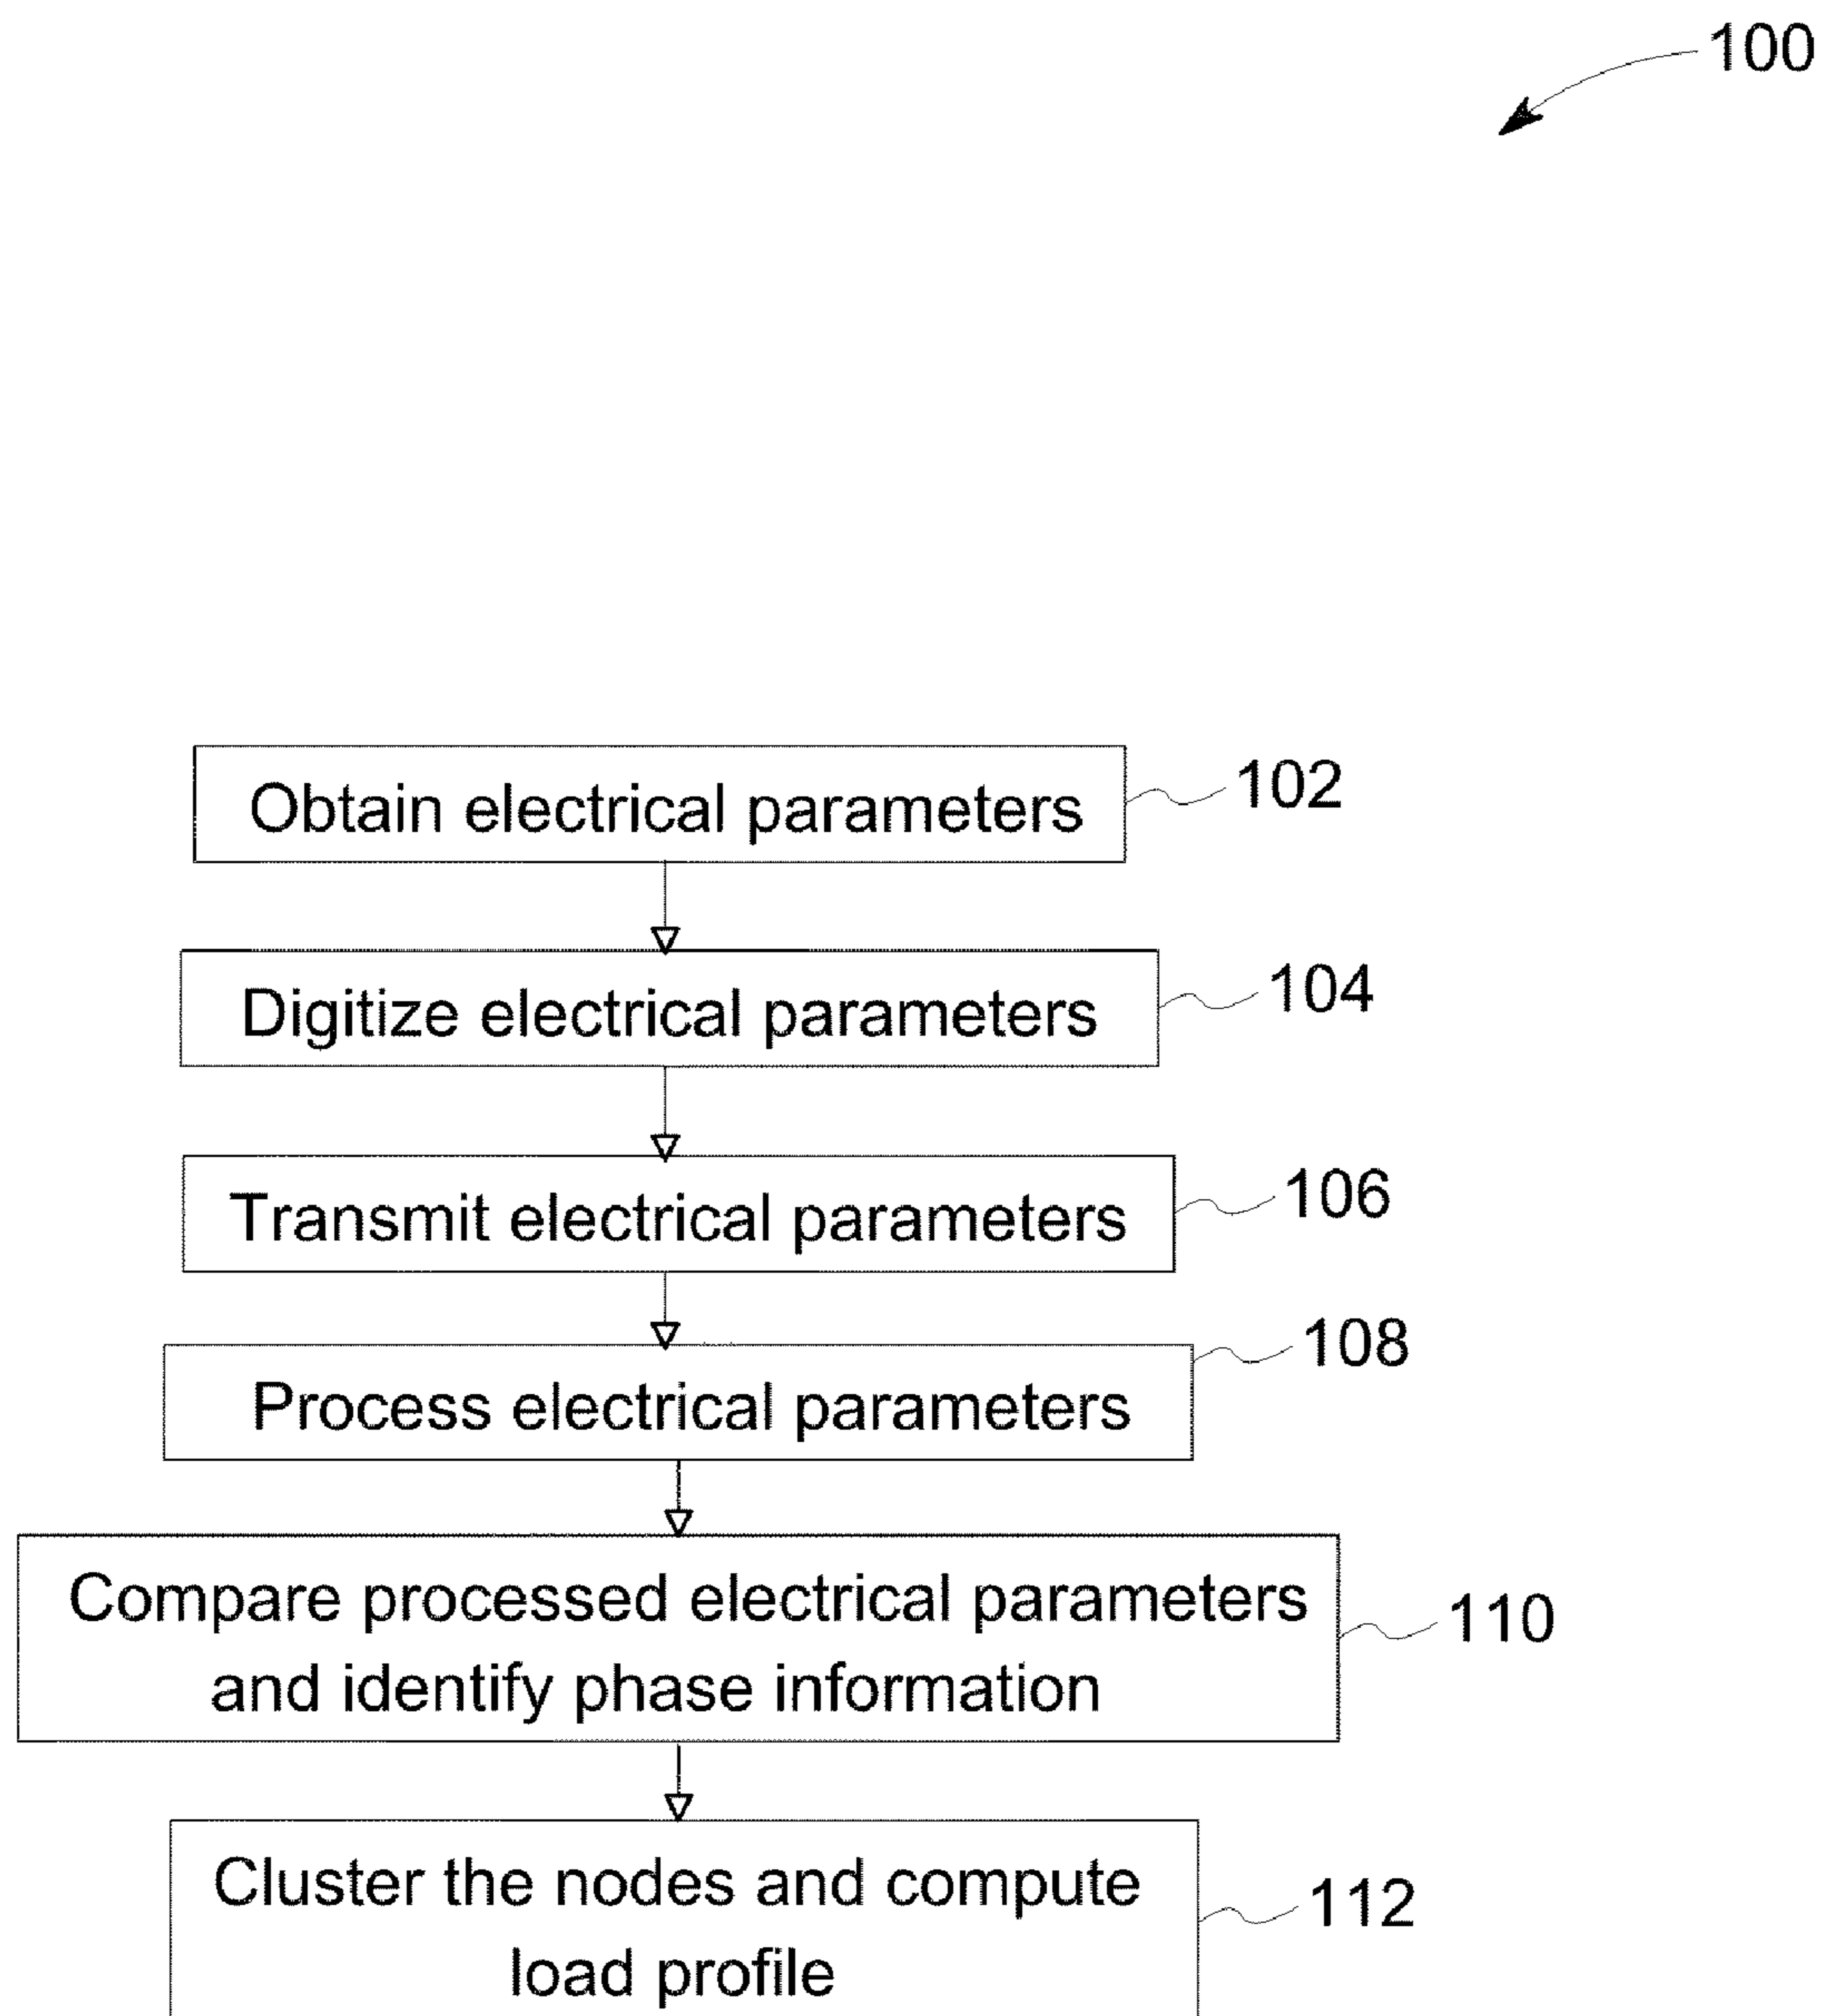 100
Obtain electrical parameters
102
Digitize electrical parameters
104
Transmit electrical parameters
106
Process electrical parameters
108
Compare processed electrical parameters
and identify phase information
110
Cluster the nodes and compute
load profile
112